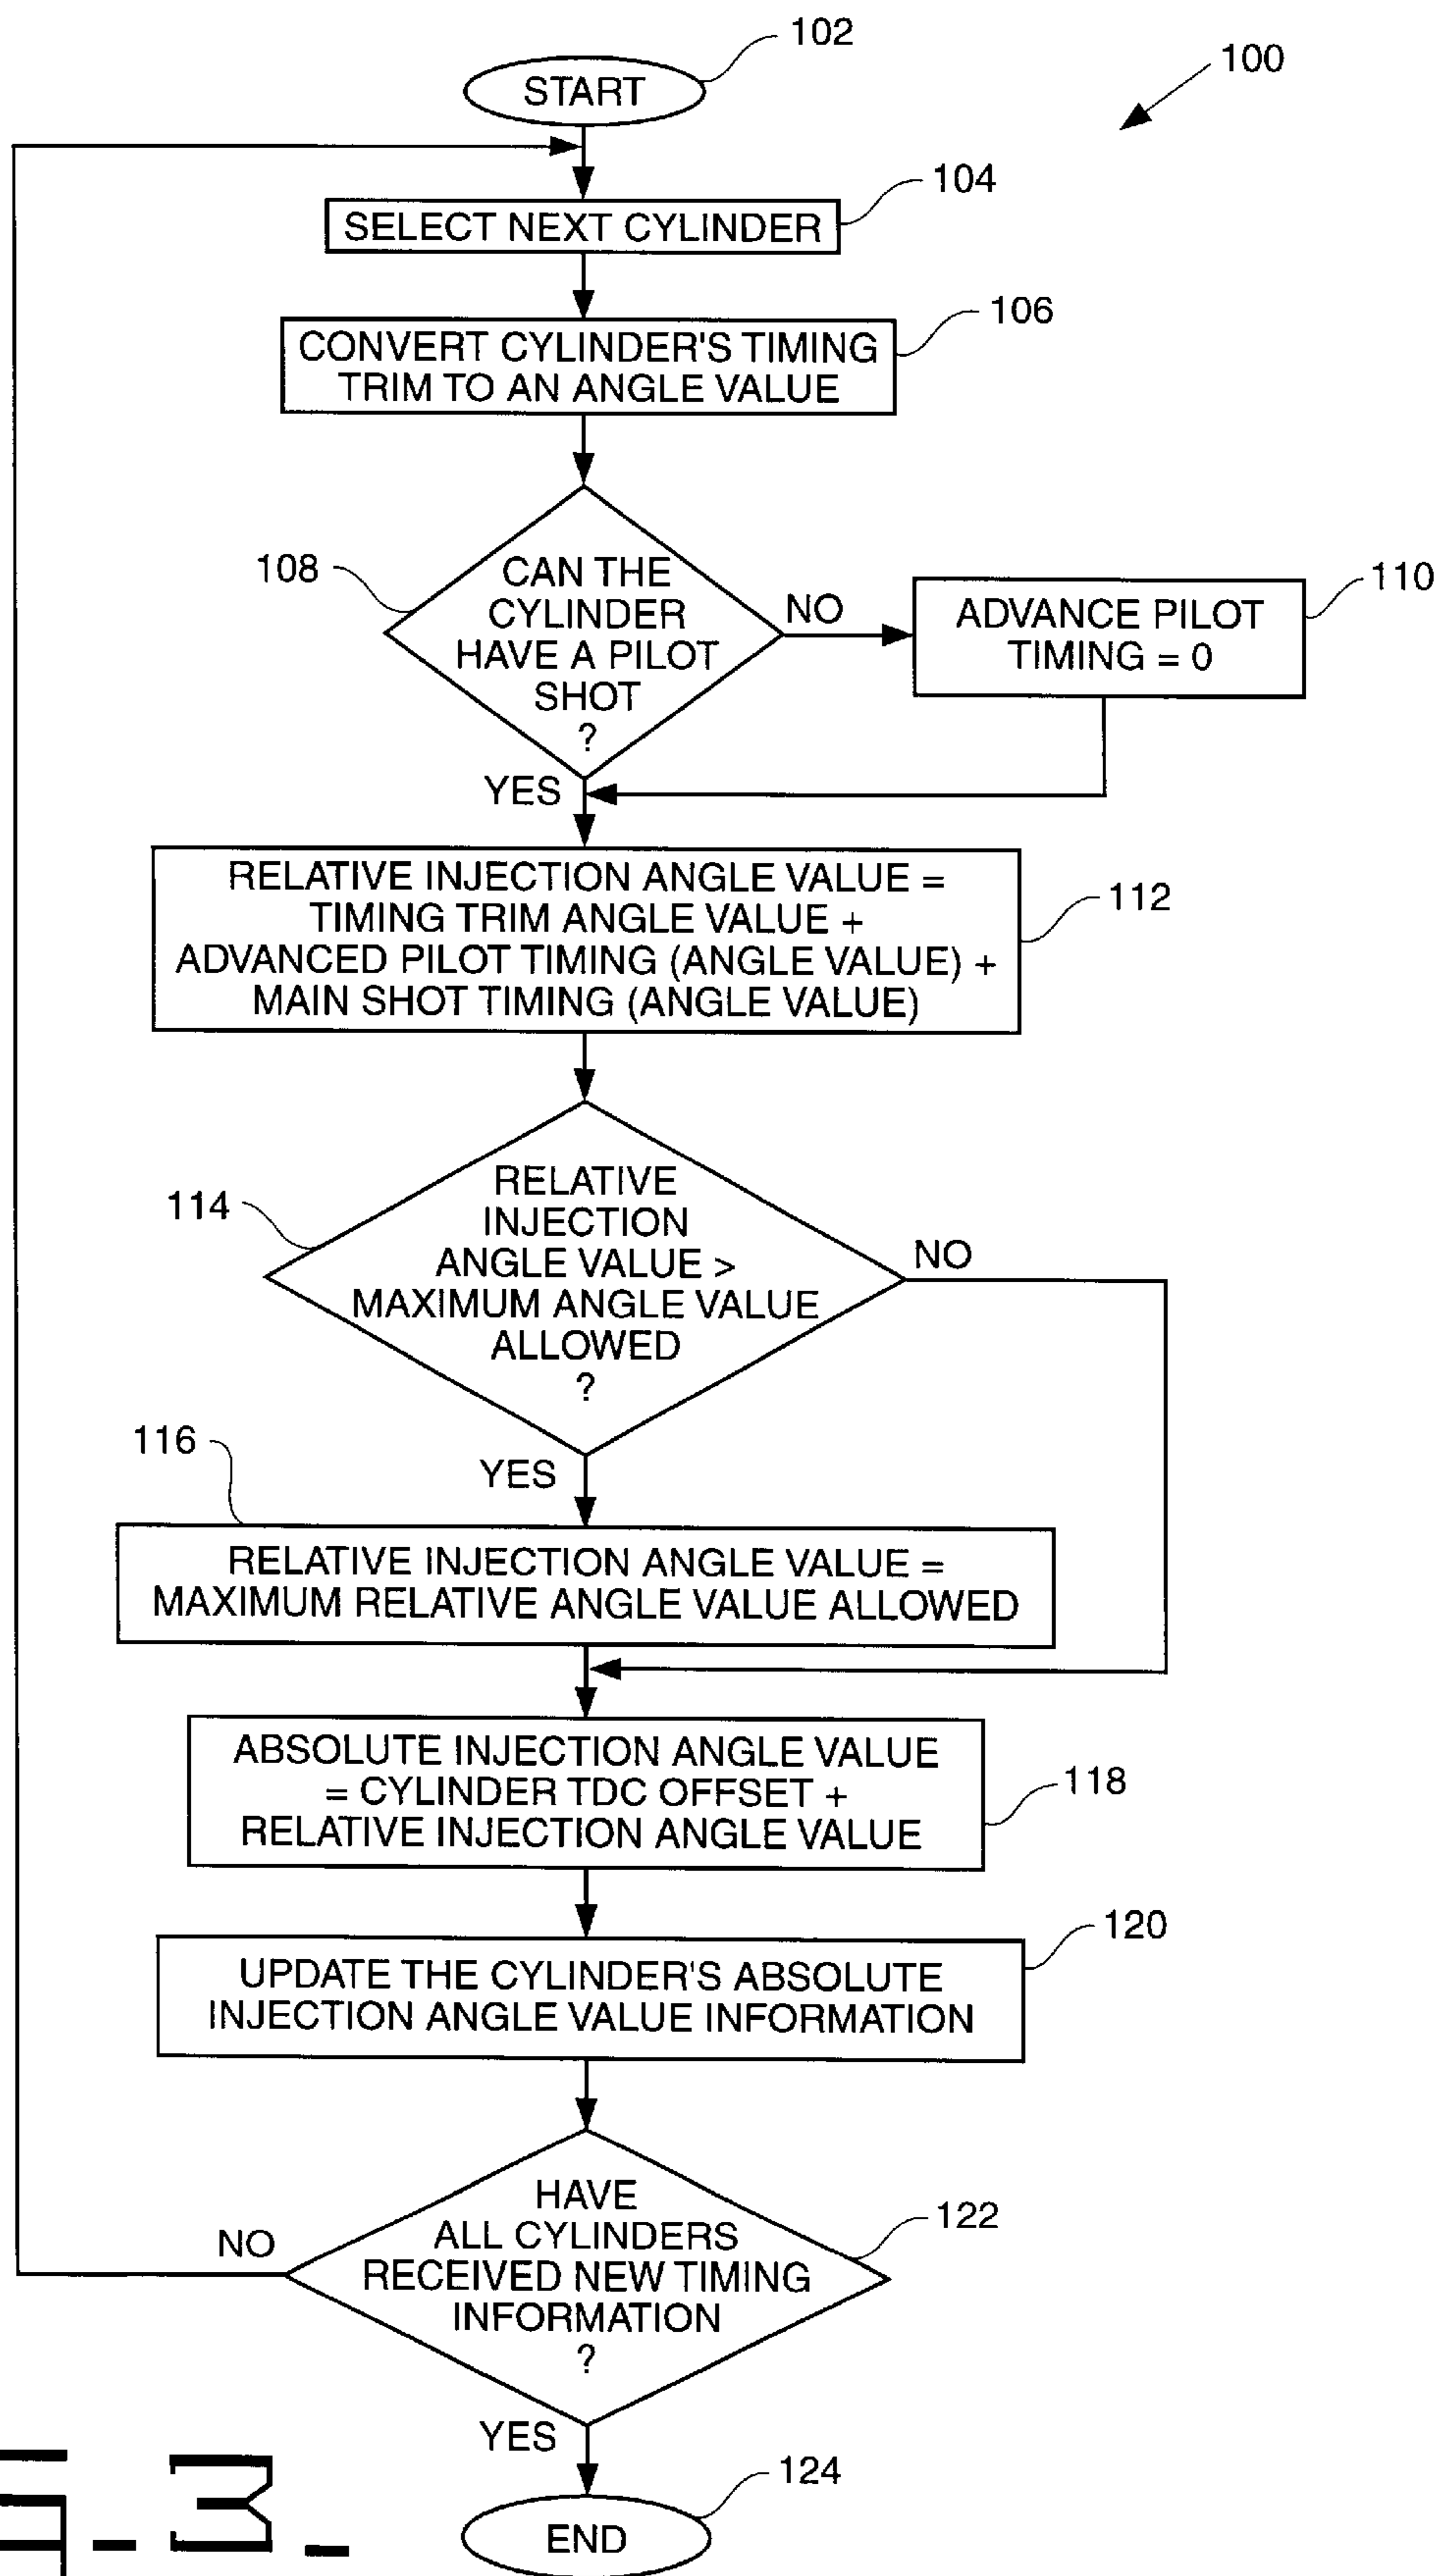 102
100
START
104
SELECT NEXT CYLINDER
106
CONVERT CYLINDER'S TIMING
TRIM TO AN ANGLE VALUE
108
CAN THE
CYLINDER
HAVE A PILOT
SHOT
?
NO
110
ADVANCE PILOT
TIMING = 0
YES
RELATIVE INJECTION ANGLE VALUE =
TIMING TRIM ANGLE VALUE +
ADVANCED PILOT TIMING (ANGLE VALUE) +
MAIN SHOT TIMING (ANGLE VALUE)
112
114
RELATIVE
INJECTION
ANGLE VALUE >
MAXIMUM ANGLE VALUE
ALLOWED
?
NO
YES
116
RELATIVE INJECTION ANGLE VALUE =
MAXIMUM RELATIVE ANGLE VALUE ALLOWED
ABSOLUTE INJECTION ANGLE VALUE
= CYLINDER TDC OFFSET +
RELATIVE INJECTION ANGLE VALUE
118
120
UPDATE THE CYLINDER'S ABSOLUTE
INJECTION ANGLE VALUE INFORMATION
HAVE
ALL CYLINDERS
RECEIVED NEW TIMING
INFORMATION
?
122
NO
YES
124
END
3